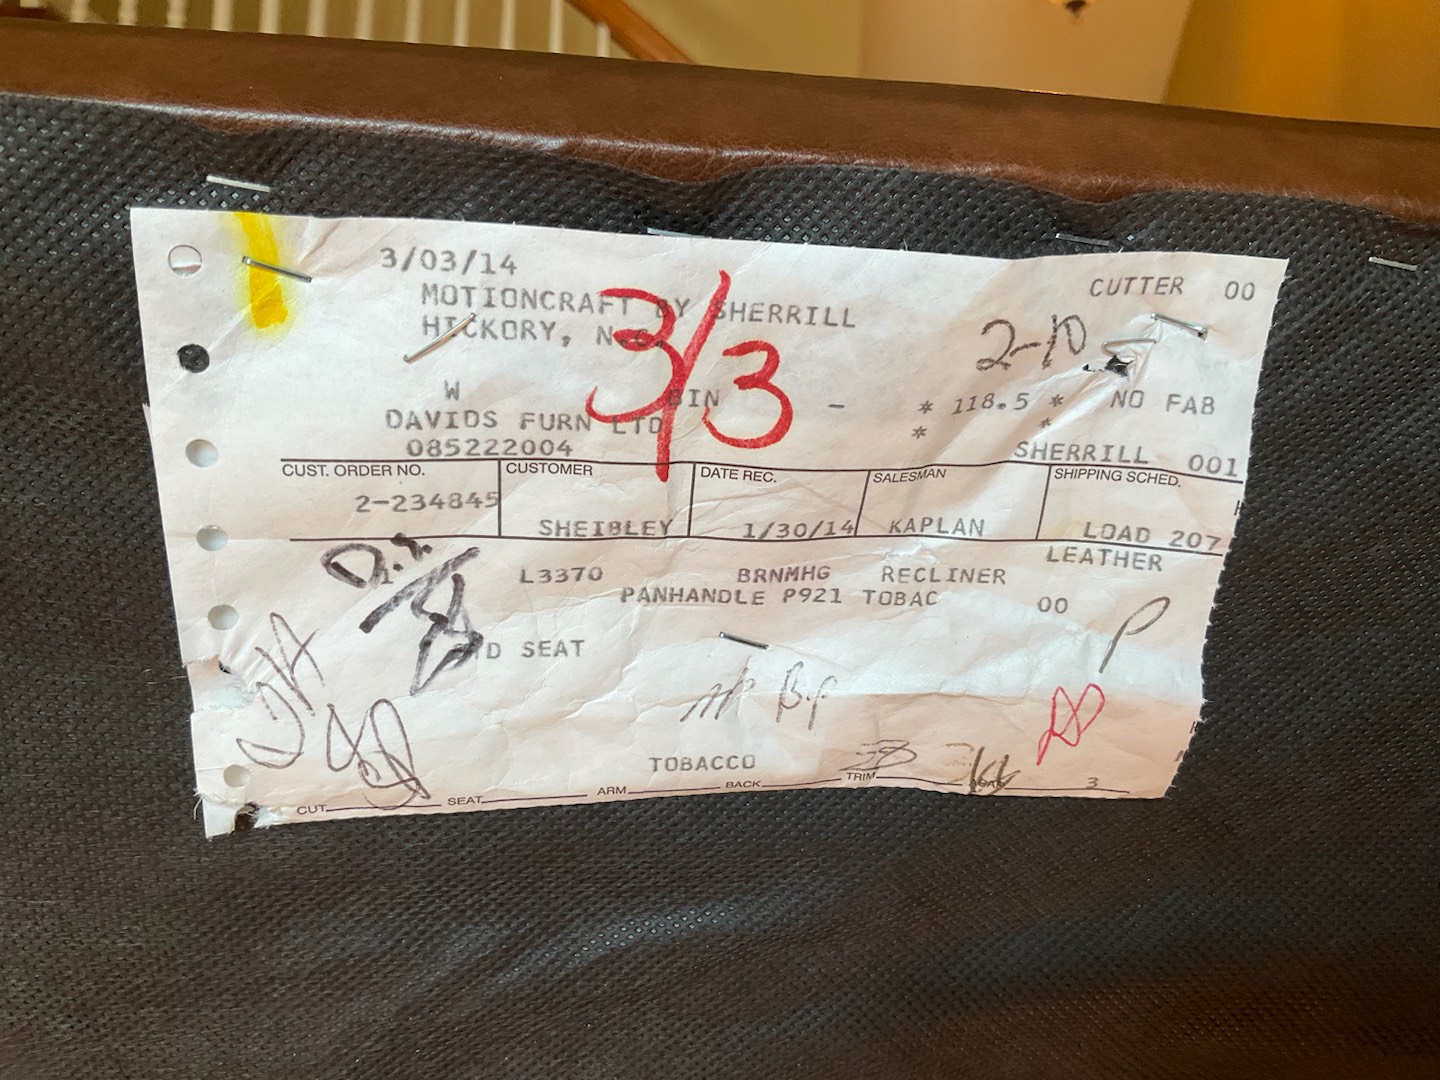 3/03/14
CUTTER 00
MOTIONCRAFT BY SHERRILL
HICKORY, N.C.
3/3
2-10
W BIN - * 118.5 * NO FAB
DAVIDS FURN LTD * *
085222004 SHERRILL 001
CUST. ORDER NO. CUSTOMER DATE REC. SALESMAN SHIPPING SCHED.
2-234845 SHEIBLEY 1/30/14 KAPLAN LOAD 207
LEATHER
1 L3370 BRNMHG RECLINER
PANHANDLE P921 TOBAC 00
P
D SEAT
TOBACCO
CUT SEAT ARM BACK TRIM 3